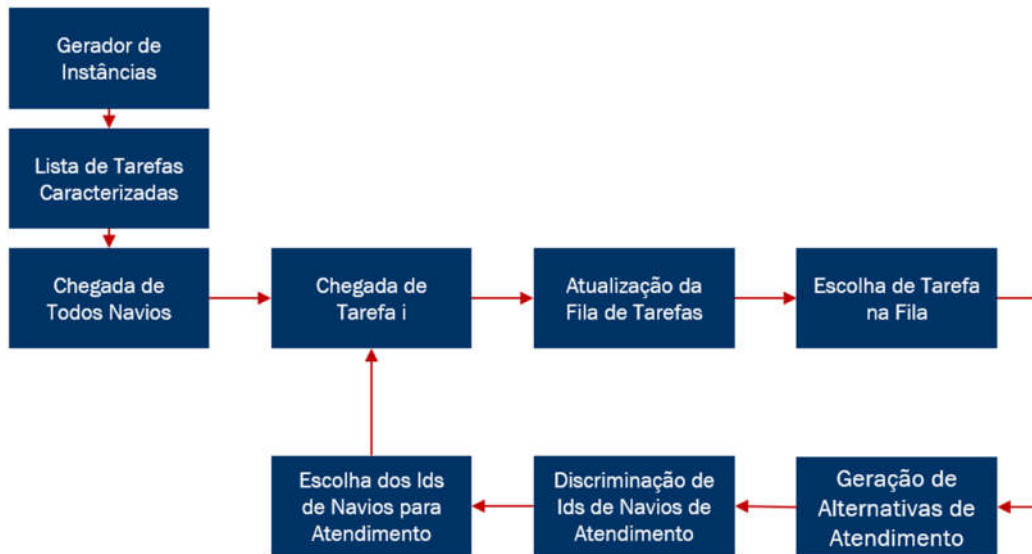 Gerador de
Instâncias
Lista de Tarefas
Caracterizadas
Chegada de
Todos Navios
Chegada de
Tarefa i
Atualização da
Fila de Tarefas
Escolha de Tarefa
na Fila
Escolha dos Ids
de Navios para
Atendimento
Discriminação de
Ids de Navios de
Atendimento
Geração de
Alternativas de
Atendimento